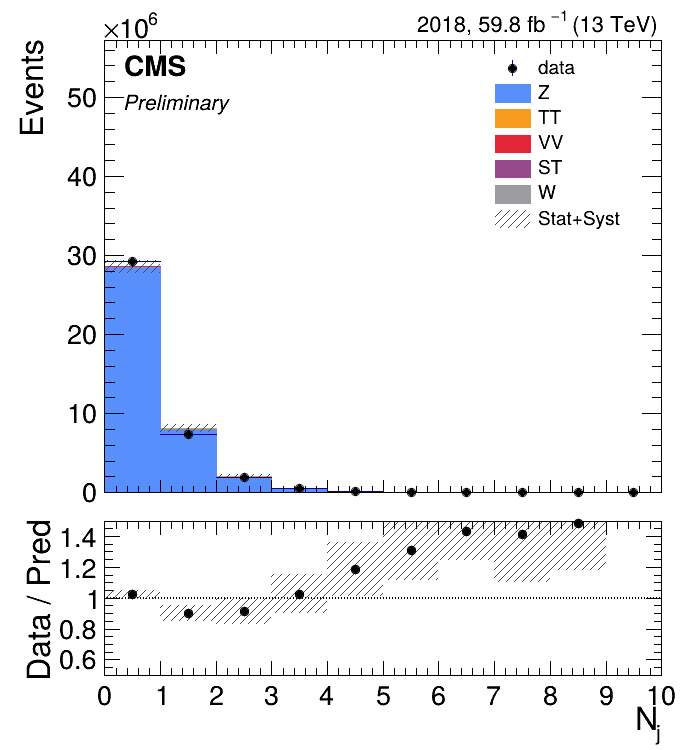 ×10⁶
2018, 59.8 fb⁻¹ (13 TeV)
Events
CMS
Preliminary
data
Z
TT
VV
ST
W
Stat+Syst
50
40
30
20
10
0
Data / Pred
1.4
1.2
1
0.8
0.6
0 1 2 3 4 5 6 7 8 9 10
Nj